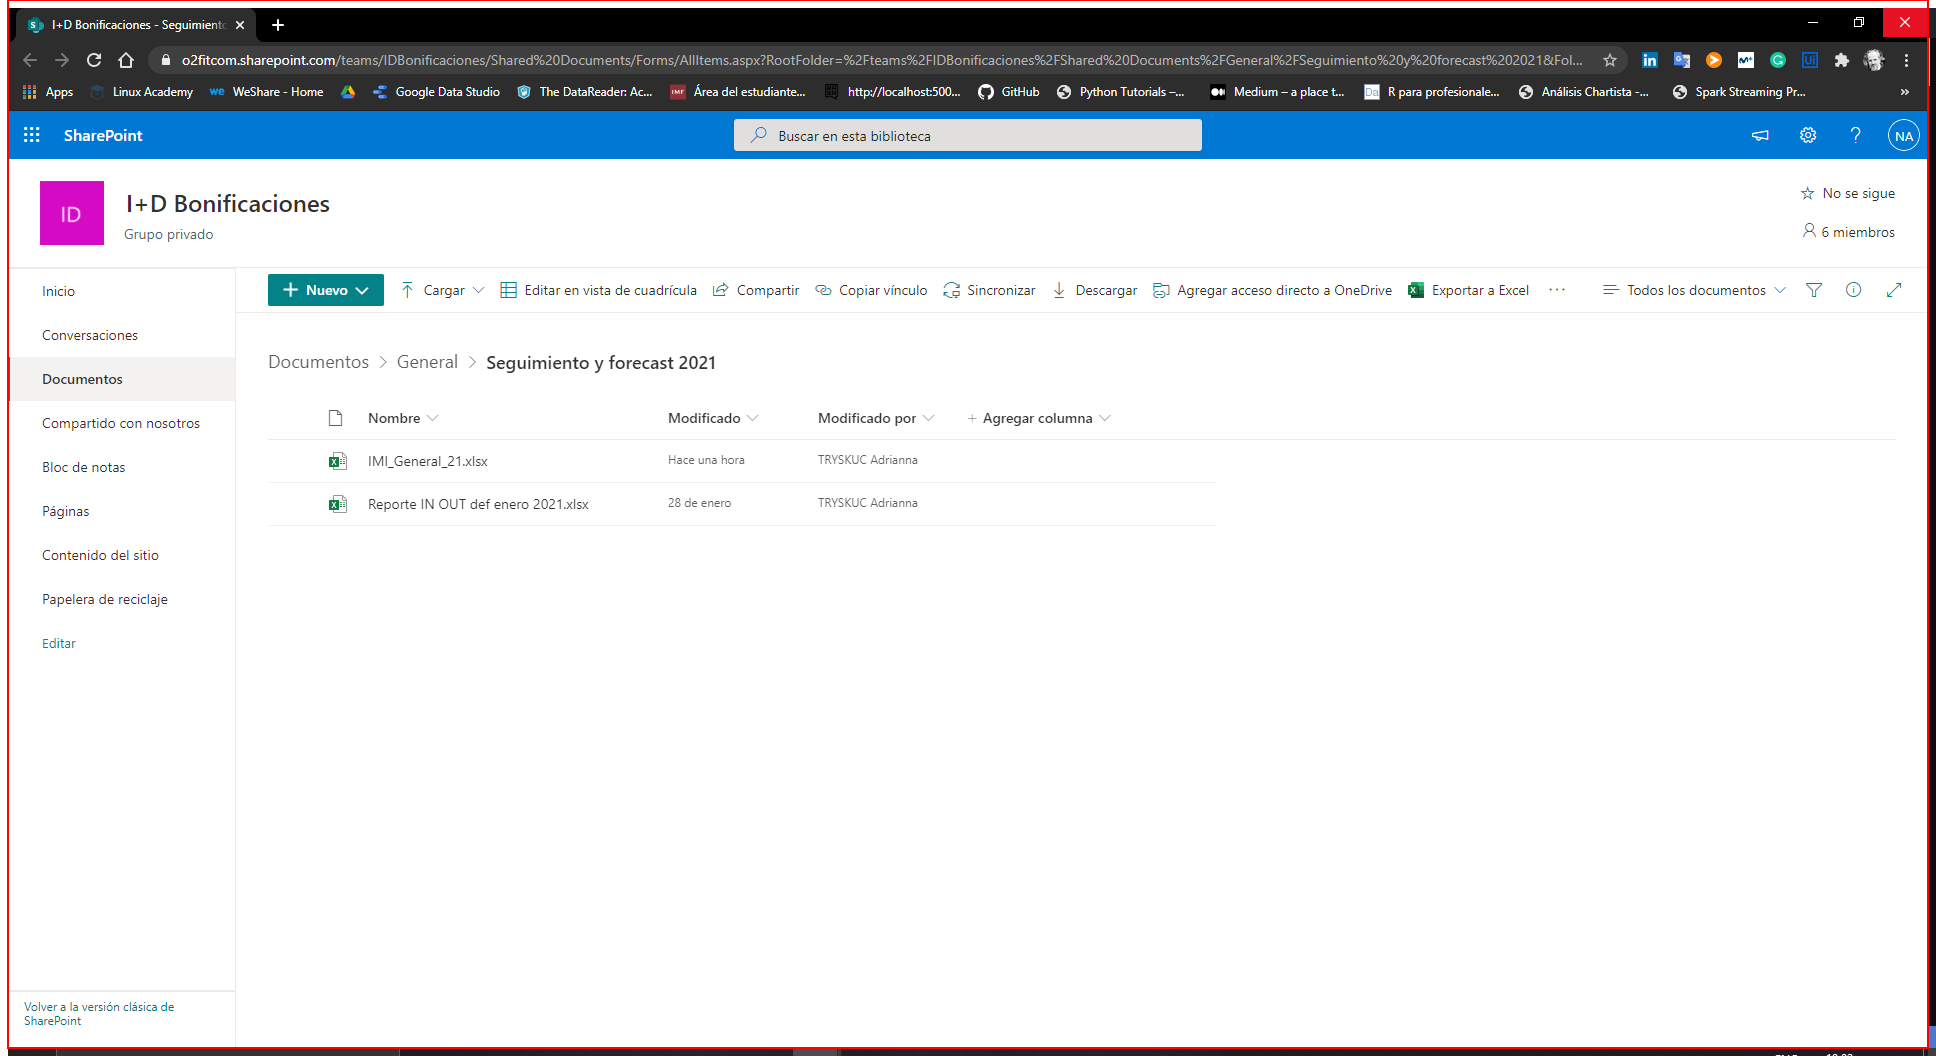 I+D Bonificaciones - Seguimiento
o2fitcom.sharepoint.com/teams/IDBonificaciones/Shared%20Documents/Forms/AllItems.aspx?RootFolder=%2Fteams%2FIDBonificaciones%2FShared%20Documents%2FGeneral%2FSeguimiento%20y%20forecast%202021&Fol...
Apps Linux Academy WeShare - Home Google Data Studio The DataReader: Ac... Área del estudiante... http://localhost:500... GitHub Python Tutorials –... Medium – a place t... R para profesionale... Análisis Chartista -... Spark Streaming Pr... »
SharePoint
Buscar en esta biblioteca
NA
ID
I+D Bonificaciones
Grupo privado
No se sigue
6 miembros
Inicio
Conversaciones
Documentos
Compartido con nosotros
Bloc de notas
Páginas
Contenido del sitio
Papelera de reciclaje
Editar
Volver a la versión clásica de
SharePoint
+ Nuevo Cargar Editar en vista de cuadrícula Compartir Copiar vínculo Sincronizar Descargar Agregar acceso directo a OneDrive Exportar a Excel ··· Todos los documentos
Documentos > General > Seguimiento y forecast 2021
Nombre Modificado Modificado por + Agregar columna
IMI_General_21.xlsx Hace una hora TRYSKUC Adrianna
Reporte IN OUT def enero 2021.xlsx 28 de enero TRYSKUC Adrianna